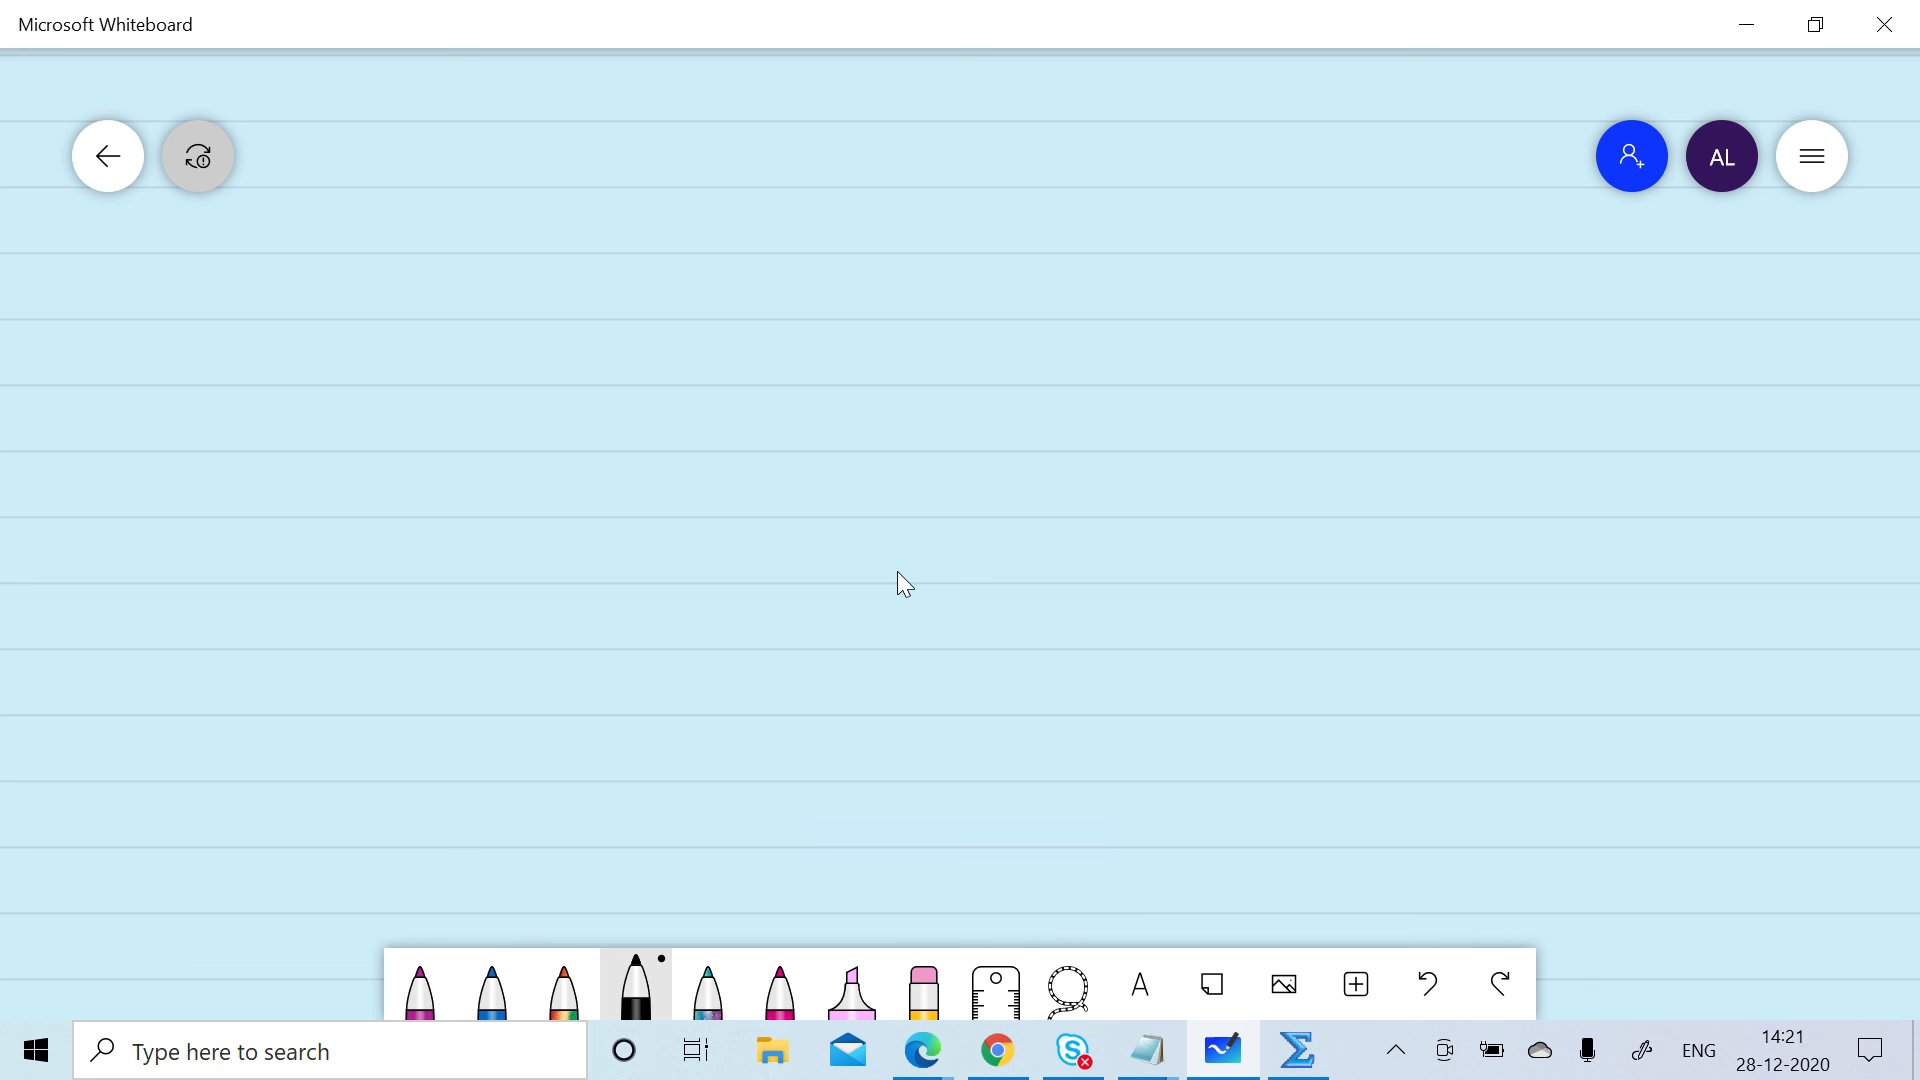 Microsoft Whiteboard
AL
A
Type here to search
ENG
14:21
28-12-2020